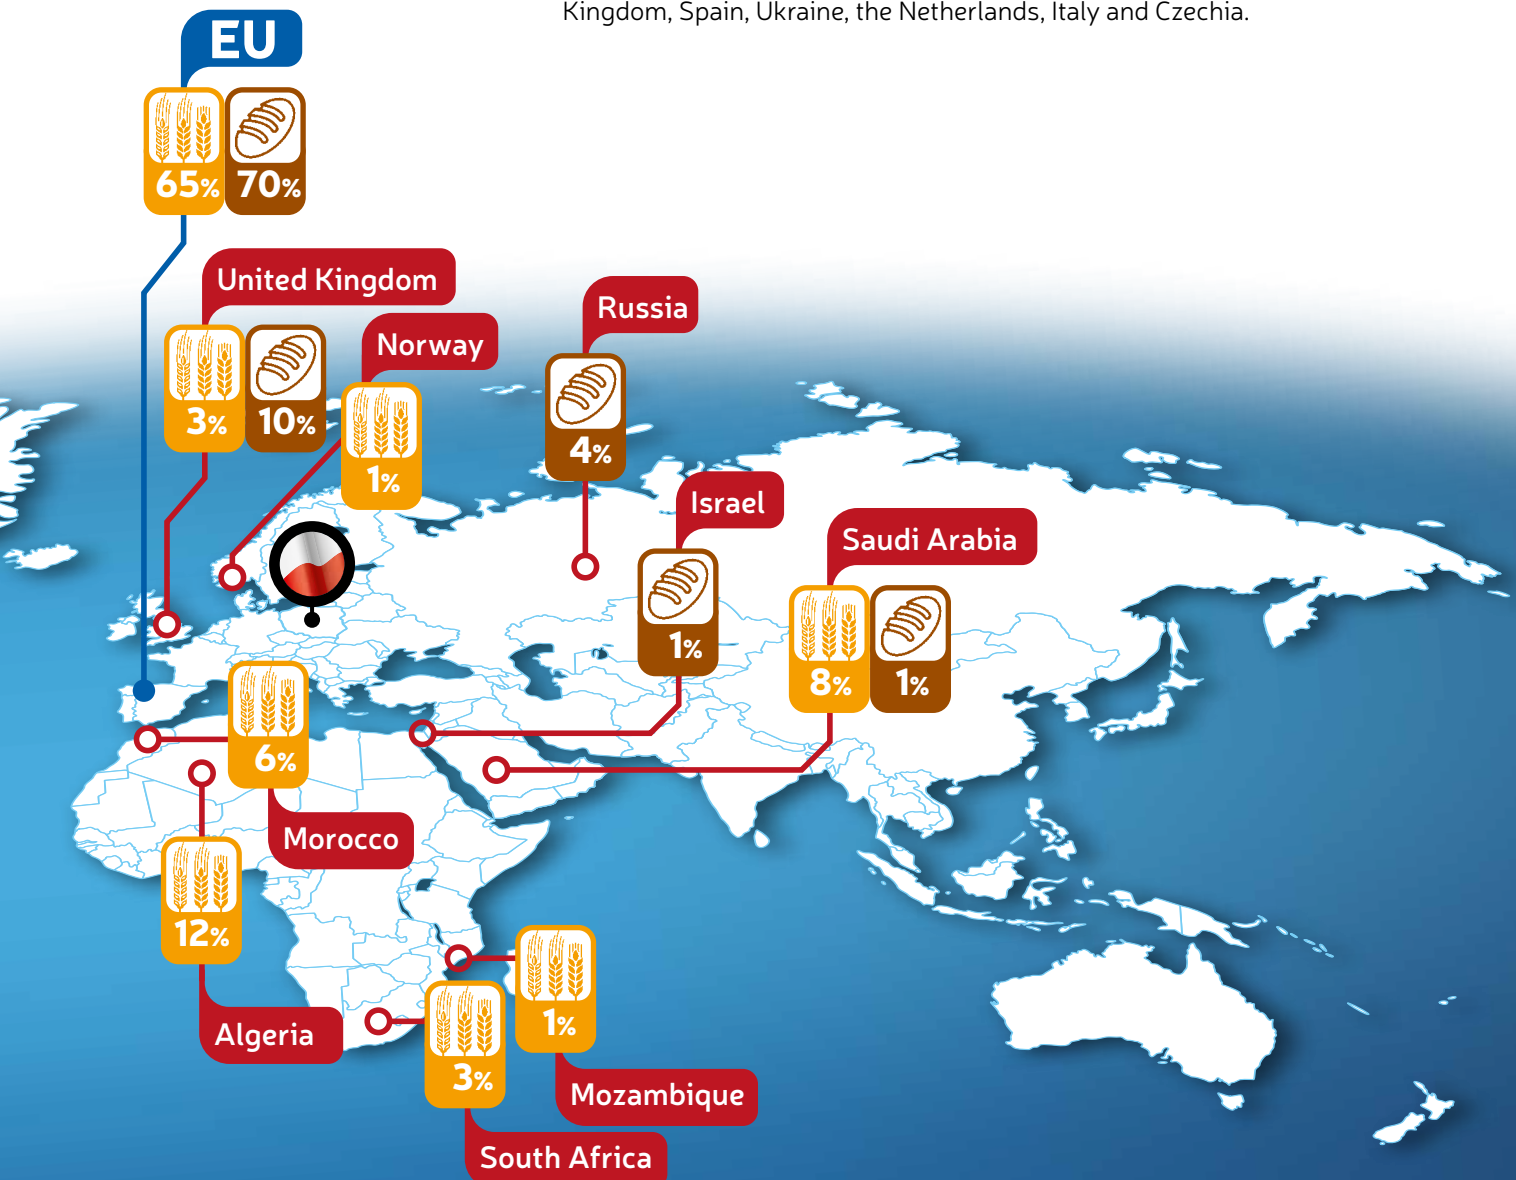 Kingdom, Spain, Ukraine, the Netherlands, Italy and Czechia.
EU
65% 70%
United Kingdom
3% 10%
Norway
1%
Russia
4%
Israel
1%
Saudi Arabia
8% 1%
6%
Morocco
12%
Algeria
1%
Mozambique
3%
South Africa